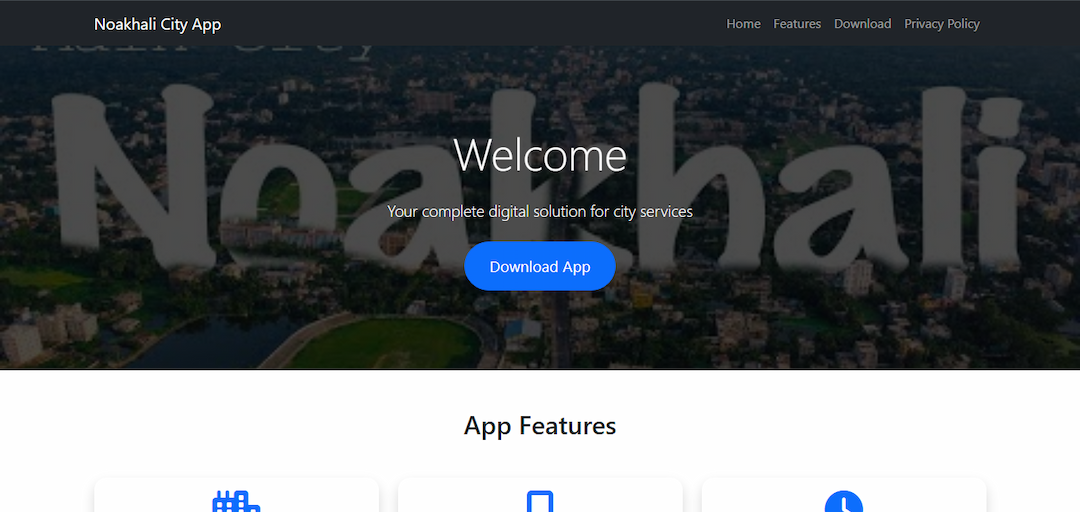 Noakhali City App
Home Features Download Privacy Policy
Noakhali
Welcome
Your complete digital solution for city services
Download App
App Features